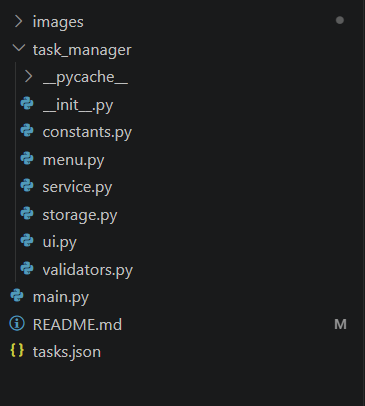 images
task_manager
__pycache__
__init__.py
constants.py
menu.py
service.py
storage.py
ui.py
validators.py
main.py
README.md M
{} tasks.json